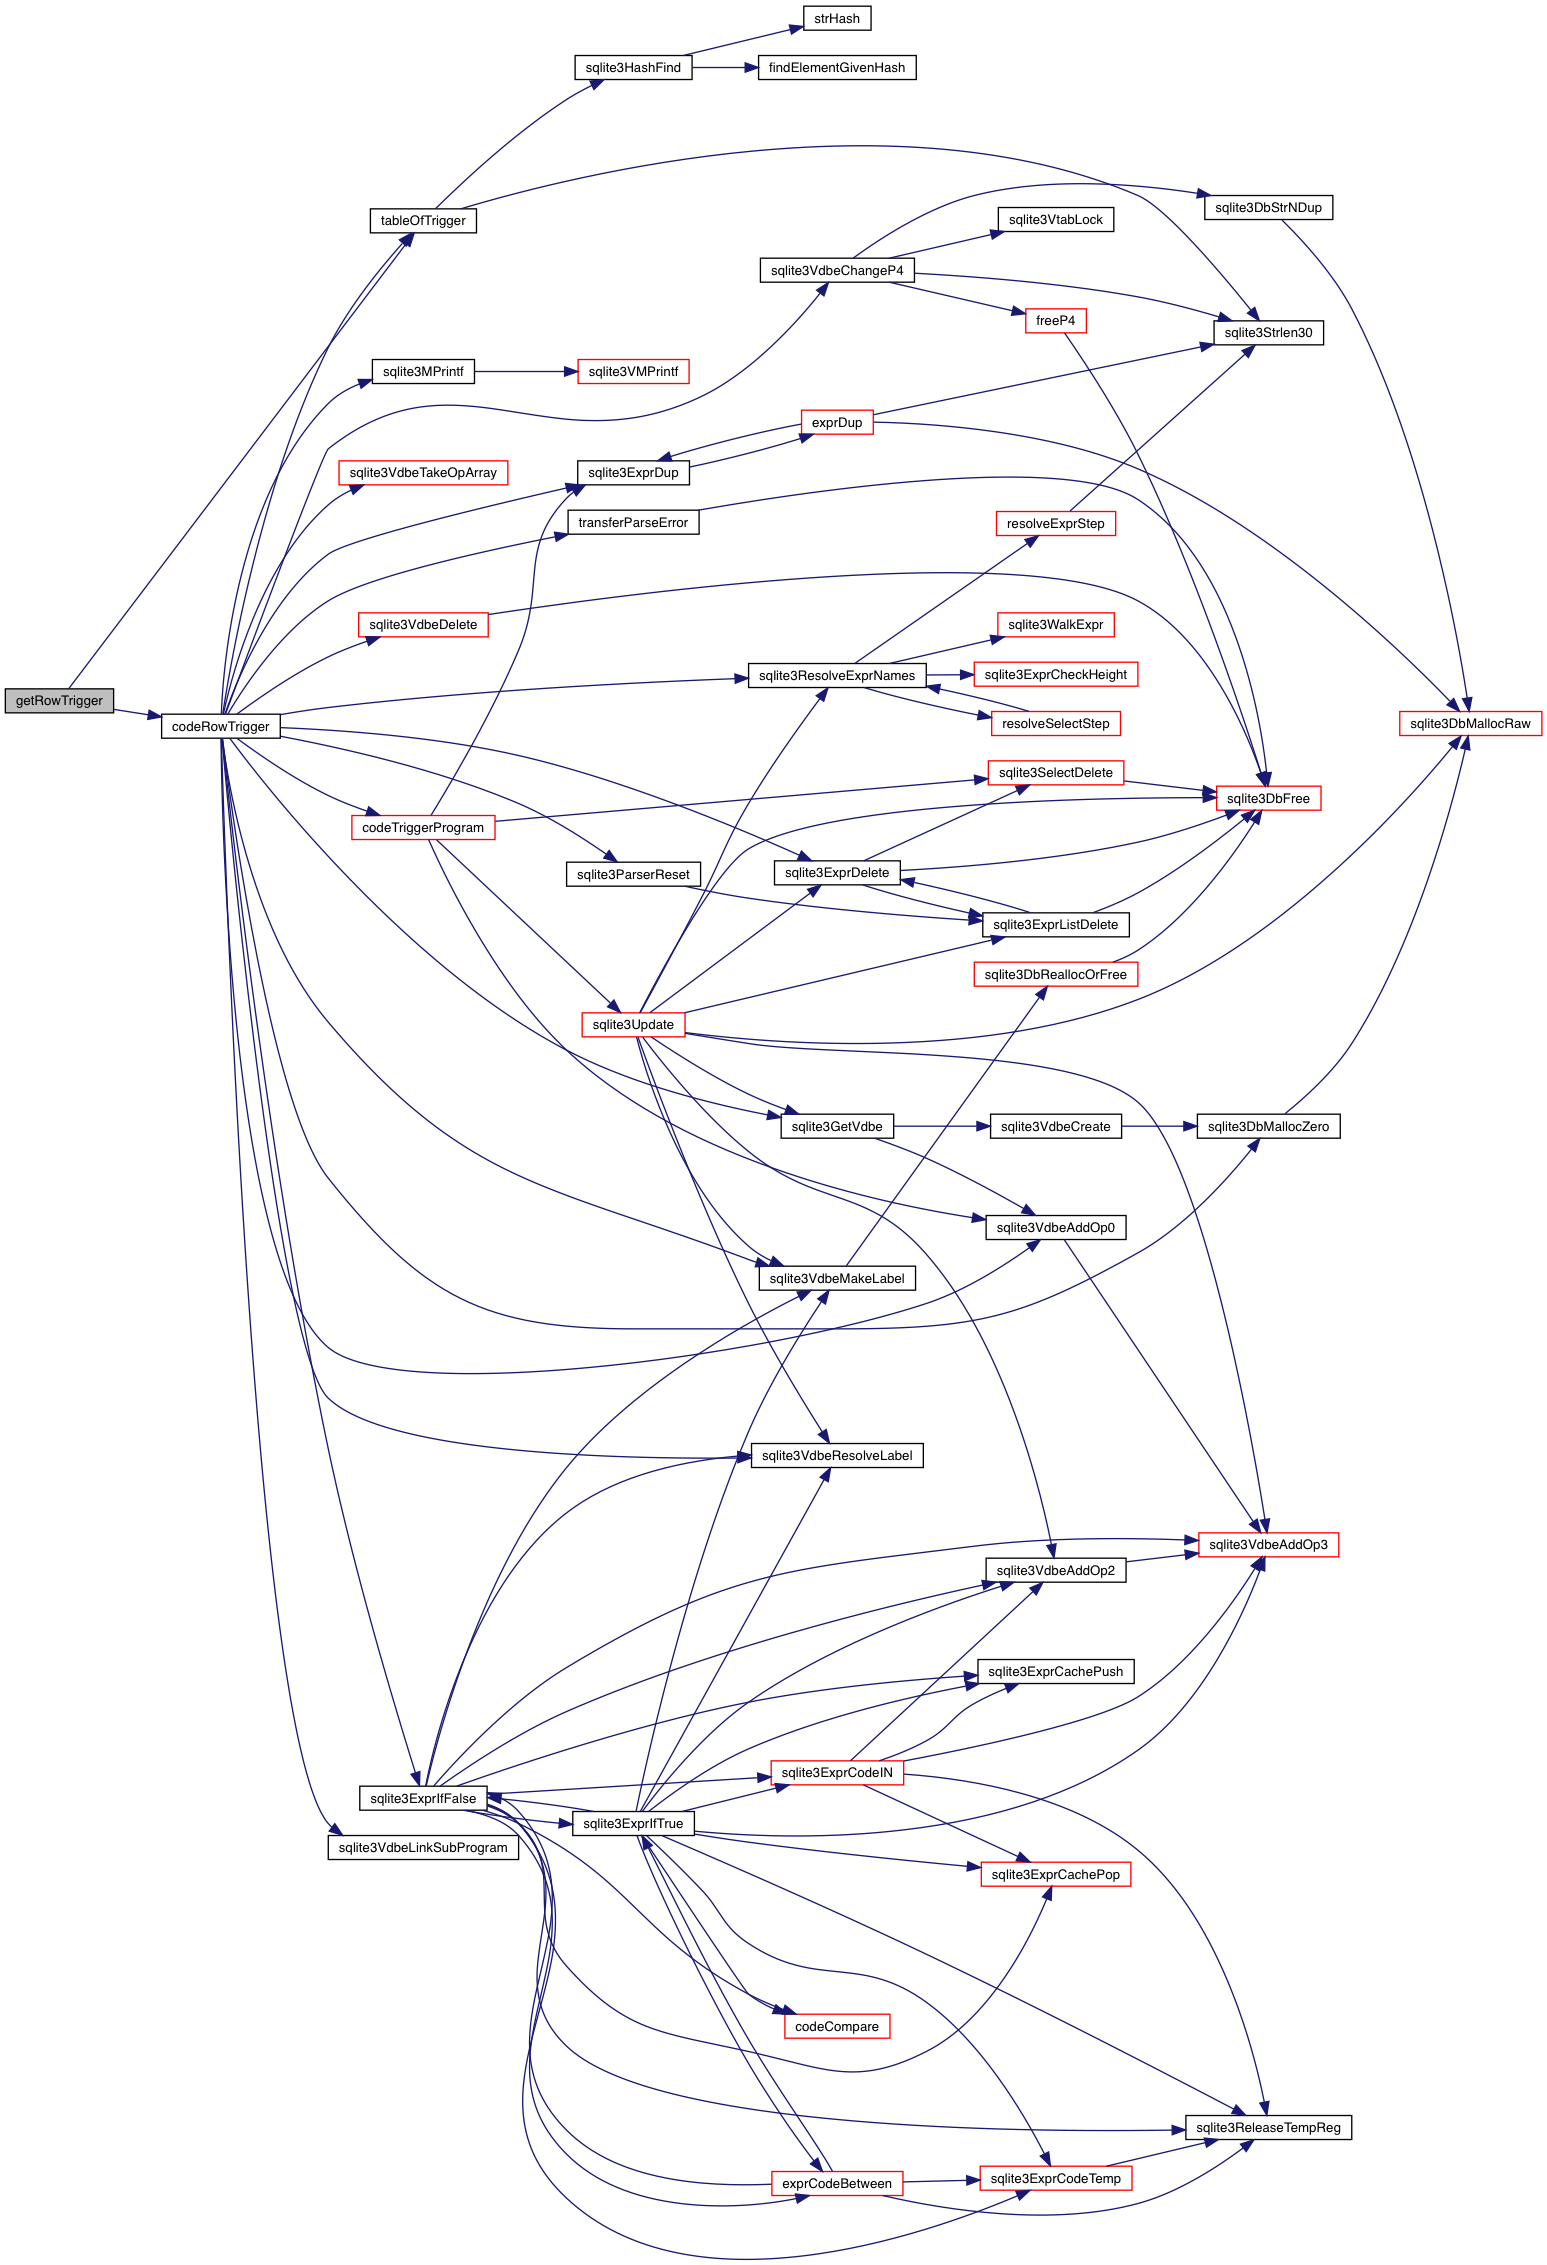 strHash
sqlite3HashFind
findElementGivenHash
tableOfTrigger
sqlite3DbStrNDup
sqlite3VtabLock
sqlite3VdbeChangeP4
freeP4
sqlite3Strlen30
sqlite3MPrintf
sqlite3VMPrintf
exprDup
sqlite3VdbeTakeOpArray
sqlite3ExprDup
transferParseError
resolveExprStep
sqlite3VdbeDelete
sqlite3WalkExpr
sqlite3ResolveExprNames
sqlite3ExprCheckHeight
getRowTrigger
codeRowTrigger
resolveSelectStep
sqlite3DbMallocRaw
sqlite3SelectDelete
sqlite3DbFree
codeTriggerProgram
sqlite3ParserReset
sqlite3ExprDelete
sqlite3ExprListDelete
sqlite3DbReallocOrFree
sqlite3Update
sqlite3GetVdbe
sqlite3VdbeCreate
sqlite3DbMallocZero
sqlite3VdbeAddOp0
sqlite3VdbeMakeLabel
sqlite3VdbeResolveLabel
sqlite3VdbeAddOp3
sqlite3VdbeAddOp2
sqlite3ExprCachePush
sqlite3ExprCodeIN
sqlite3ExprIfFalse
sqlite3ExprIfTrue
sqlite3VdbeLinkSubProgram
sqlite3ExprCachePop
codeCompare
sqlite3ReleaseTempReg
exprCodeBetween
sqlite3ExprCodeTemp